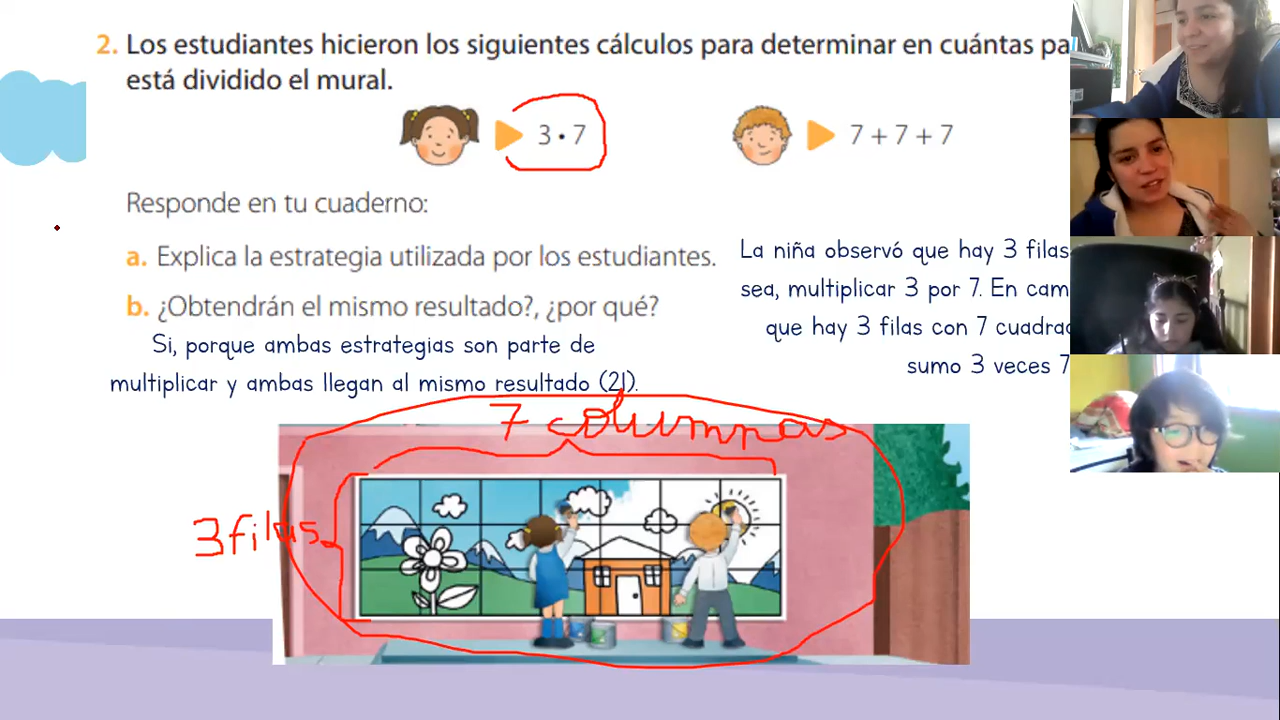 2. Los estudiantes hicieron los siguientes cálculos para determinar en cuántas pa
está dividido el mural.
3 • 7
7 + 7 + 7
Responde en tu cuaderno:
a. Explica la estrategia utilizada por los estudiantes.
b. ¿Obtendrán el mismo resultado?, ¿por qué?
Si, porque ambas estrategias son parte de
multiplicar y ambas llegan al mismo resultado (21).
La niña observó que hay 3 filas
sea, multiplicar 3 por 7. En cam
que hay 3 filas con 7 cuadrad
sumo 3 veces 7
7 columnas
3 filas